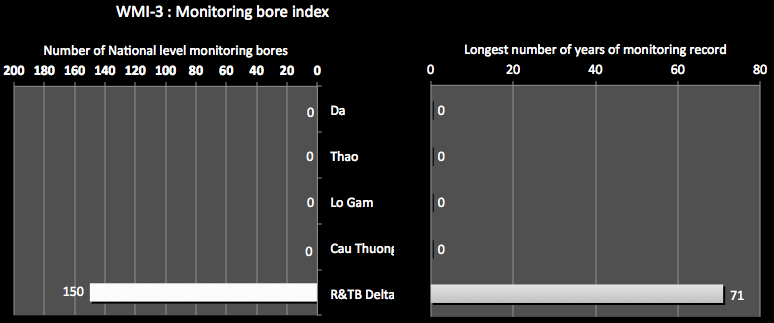 WMI-3 : Monitoring bore index
Number of National level monitoring bores
200 180 160 140 120 100 80 60 40 20 0
Longest number of years of monitoring record
0 20 40 60 80
0 Da 0
0 Thao 0
0 Lo Gam 0
0 Cau Thuong 0
150 R&TB Delta 71